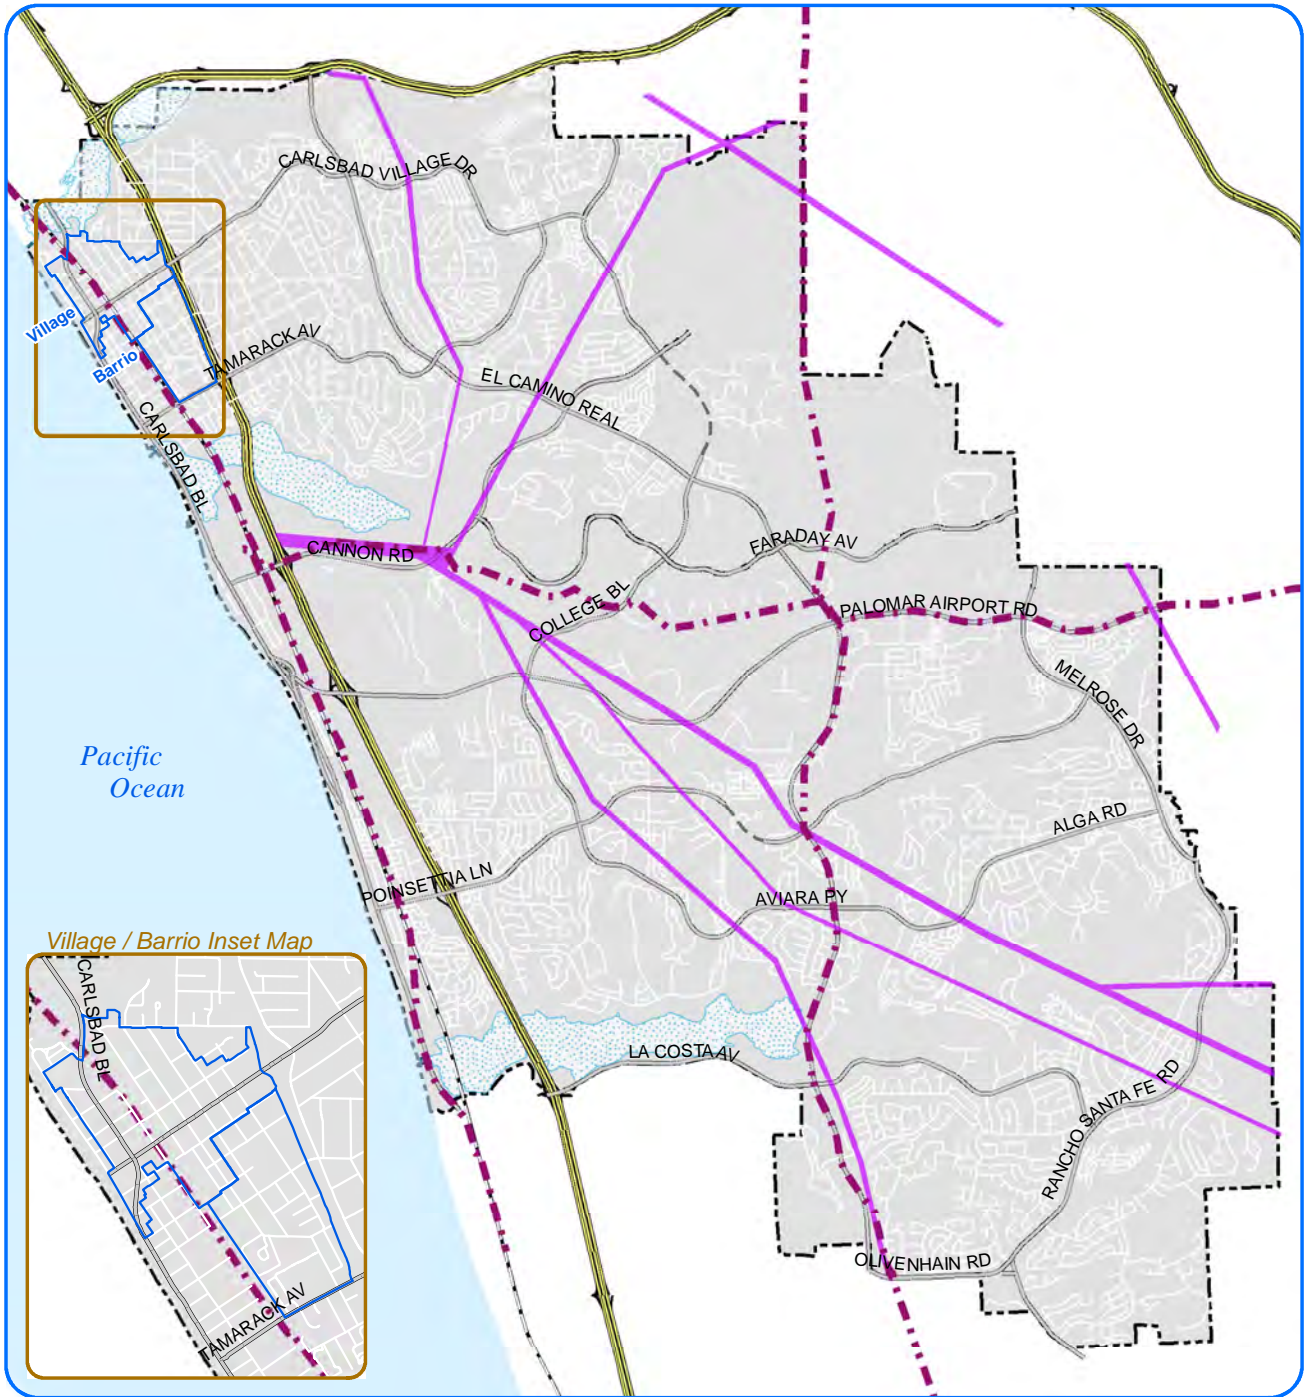 CARLSBAD VILLAGE DR
Village
Barrio
TAMARACK AV
EL CAMINO REAL
CARLSBAD BL
CANNON RD
FARADAY AV
COLLEGE BL
PALOMAR AIRPORT RD
MELROSE DR
Pacific
Ocean
ALGA RD
POINSETTIA LN
AVIARA PY
Village / Barrio Inset Map
CARLSBAD BL
LA COSTA AV
RANCHO SANTA FE RD
OLIVENHAIN RD
TAMARACK AV